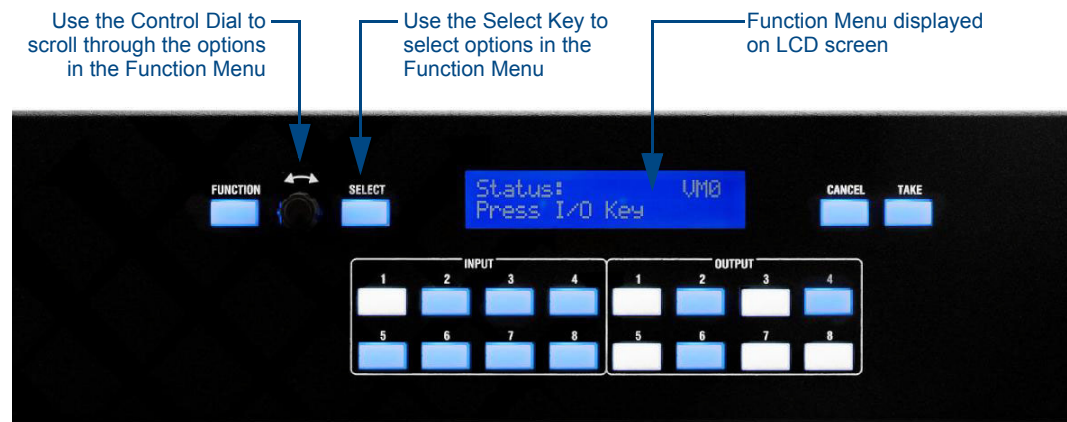 Use the Control Dial to
scroll through the options
in the Function Menu
Use the Select Key to
select options in the
Function Menu
Function Menu displayed
on LCD screen
FUNCTION
SELECT
Status: VM0
Press I/O Key
CANCEL TAKE
INPUT OUTPUT
1 2 3 4 1 2 3 4
5 6 7 8 5 6 7 8